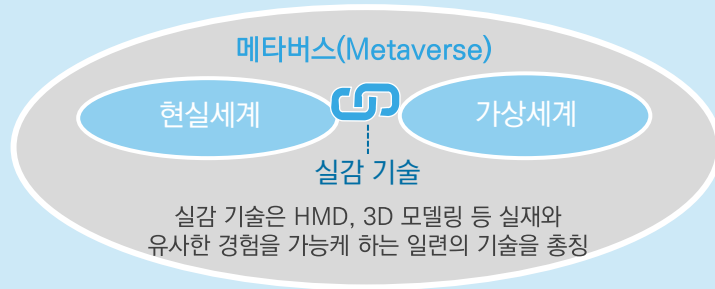 메타버스(Metaverse)
현실세계
가상세계
실감 기술
실감 기술은 HMD, 3D 모델링 등 실재와
유사한 경험을 가능케 하는 일련의 기술을 총칭